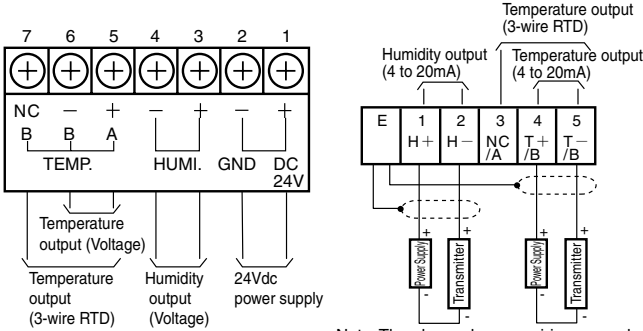 7 6 5 4 3 2 1
NC − + − + − +
B B A
TEMP. HUMI. GND DC
24V
Temperature
output (Voltage)
Temperature
output
(3-wire RTD)
Humidity
output
(Voltage)
24Vdc
power supply
Temperature output
(3-wire RTD)
Humidity output
(4 to 20mA)
Temperature output
(4 to 20mA)
E 1 2 3 4 5
H+ H− NC T+ T−
/A /B /B
+ + + +
Power Supply
Transmitter
Power Supply
Transmitter
- - - -